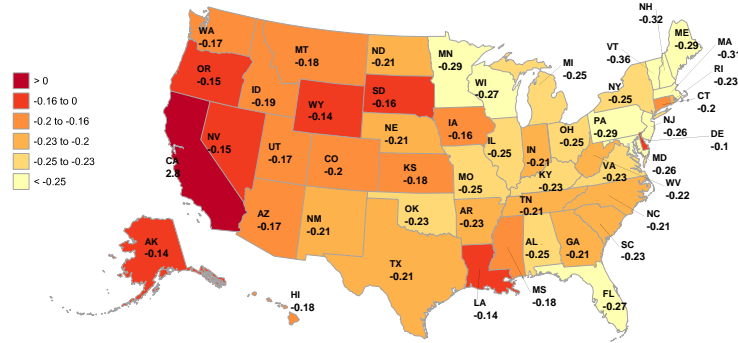 > 0
-0.16 to 0
-0.2 to -0.16
-0.23 to -0.2
-0.25 to -0.23
< -0.25
WA
-0.17
OR
-0.15
CA
2.8
NV
-0.15
ID
-0.19
MT
-0.18
WY
-0.14
UT
-0.17
CO
-0.2
AZ
-0.17
NM
-0.21
ND
-0.21
SD
-0.16
NE
-0.21
KS
-0.18
OK
-0.23
TX
-0.21
MN
-0.29
IA
-0.16
MO
-0.25
AR
-0.23
LA
-0.14
WI
-0.27
IL
-0.25
MI
-0.25
IN
-0.21
OH
-0.25
KY
-0.23
TN
-0.21
MS
-0.18
AL
-0.25
GA
-0.21
FL
-0.27
SC
-0.23
NC
-0.21
VA
-0.23
WV
-0.22
MD
-0.26
DE
-0.1
PA
-0.29
NJ
-0.26
NY
-0.25
CT
-0.2
RI
-0.23
MA
-0.31
VT
-0.36
NH
-0.32
ME
-0.29
AK
-0.14
HI
-0.18